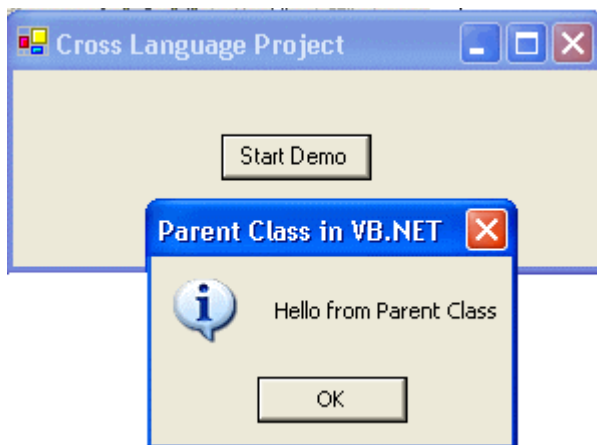 Cross Language Project
Start Demo
Parent Class in VB.NET
Hello from Parent Class
OK